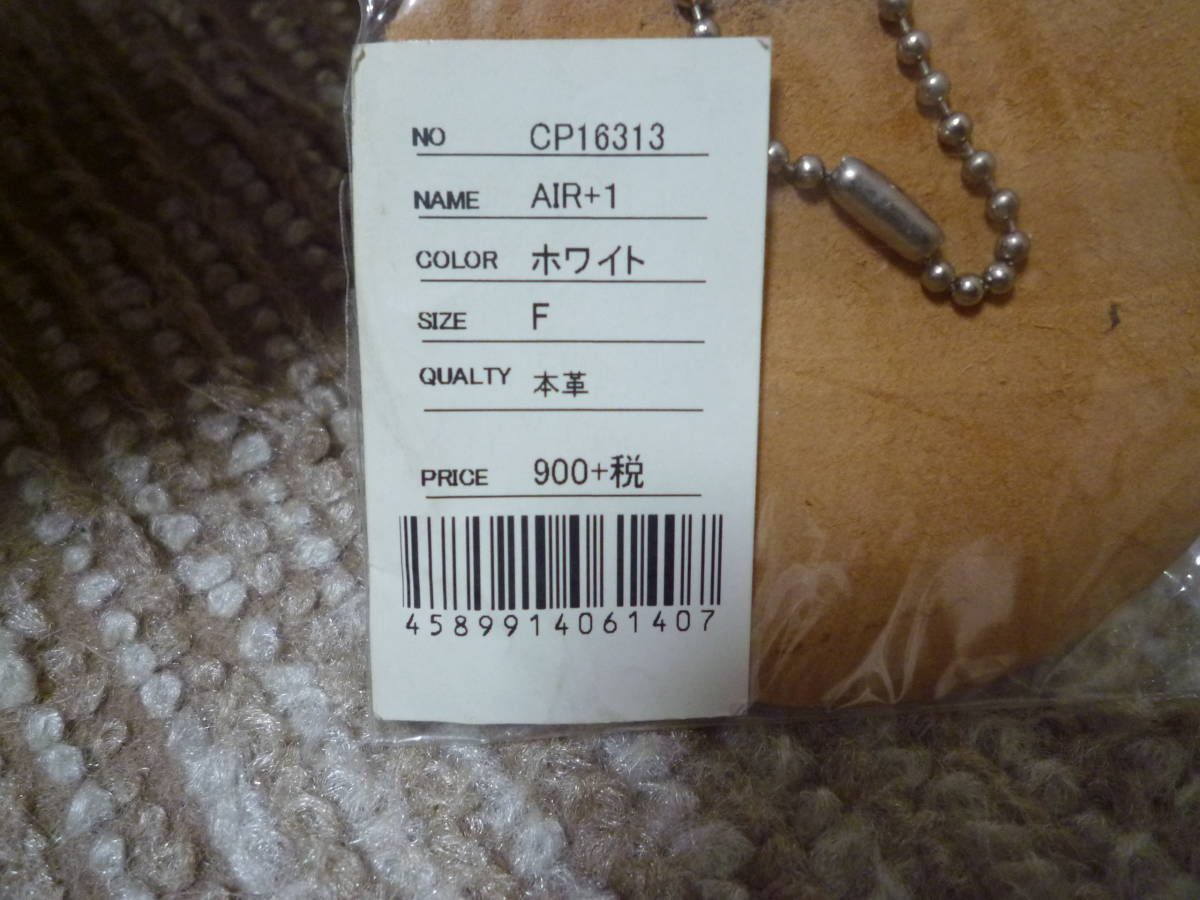 NO CP16313
NAME AIR+1
COLOR ホワイト
SIZE F
QUALTY 本革
PRICE 900+税
4589914061407